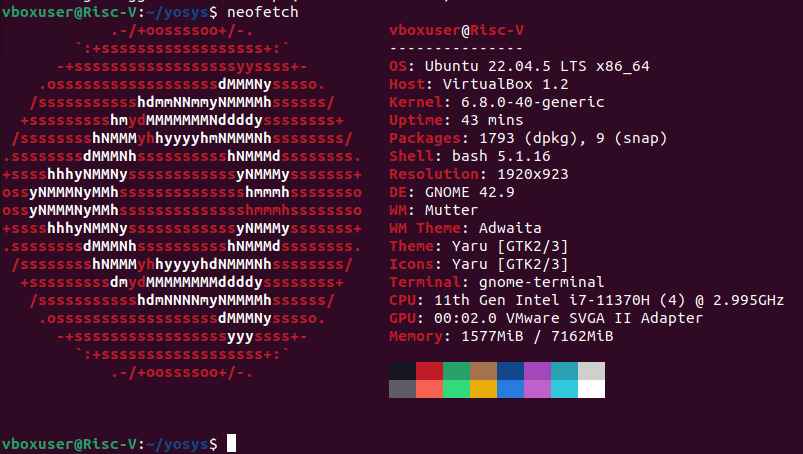 vboxuser@Risc-V:~/yosys$ neofetch
            .-/+oossssoo+/-.               vboxuser@Risc-V
        `:+ssssssssssssssssss+:`           ---------------
      -+ssssssssssssssssssyyssss+-         OS: Ubuntu 22.04.5 LTS x86_64
    .ossssssssssssssssssdMMMNysssso.       Host: VirtualBox 1.2
   /ssssssssssshdmmNNmmyNMMMMhssssss/      Kernel: 6.8.0-40-generic
  +ssssssssshmydMMMMMMMNddddyssssssss+     Uptime: 43 mins
 /sssssssshNMMMyhhyyyyhmNMMMNhssssssss/    Packages: 1793 (dpkg), 9 (snap)
.ssssssssdMMMNhsssssssssshNMMMdssssssss.   Shell: bash 5.1.16
+sssshhhyNMMNyssssssssssssyNMMMysssssss+   Resolution: 1920x923
ossyNMMMNyMMhsssssssssssssshmmmhssssssso   DE: GNOME 42.9
ossyNMMMNyMMhsssssssssssssshmmmhssssssso   WM: Mutter
+sssshhhyNMMNyssssssssssssyNMMMysssssss+   WM Theme: Adwaita
.ssssssssdMMMNhsssssssssshNMMMdssssssss.   Theme: Yaru [GTK2/3]
 /sssssssshNMMMyhhyyyyhdNMMMNhssssssss/    Icons: Yaru [GTK2/3]
  +sssssssssdmydMMMMMMMMddddyssssssss+     Terminal: gnome-terminal
   /ssssssssssshdmNNNNmyNMMMMhssssss/      CPU: 11th Gen Intel i7-11370H (4) @ 2.995GHz
    .ossssssssssssssssssdMMMNysssso.       GPU: 00:02.0 VMware SVGA II Adapter
      -+sssssssssssssssssyyyssss+-         Memory: 1577MiB / 7162MiB
        `:+ssssssssssssssssss+:`
            .-/+oossssoo+/-.
vboxuser@Risc-V:~/yosys$